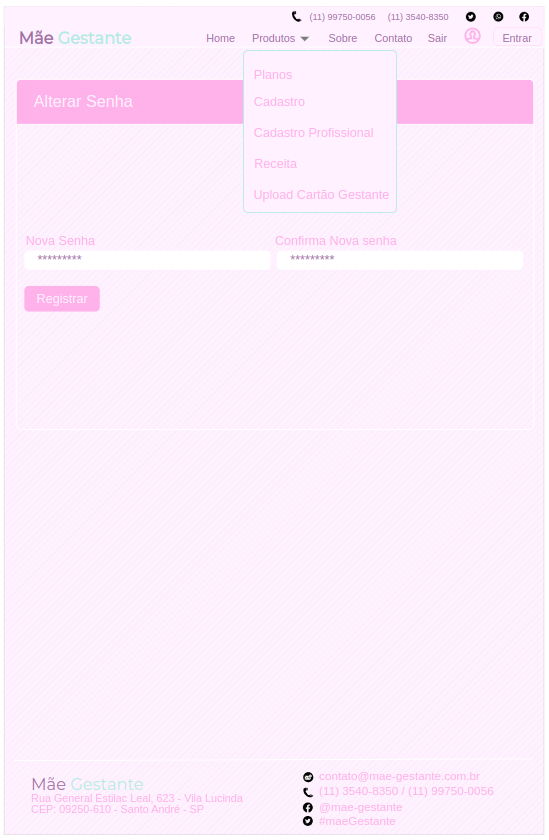 (11) 99750-0056 (11) 3540-8350
Mãe Gestante Home Produtos Sobre Contato Sair Entrar
Planos
Alterar Senha Cadastro
Cadastro Profissional
Receita
Upload Cartão Gestante
Nova Senha Confirma Nova senha
********* *********
Registrar
contato@mae-gestante.com.br
Mãe Gestante
(11) 3540-8350 / (11) 99750-0056
Rua General Estilac Leal, 623 - Vila Lucinda
@mae-gestante
CEP: 09250-610 - Santo André - SP
#maeGestante